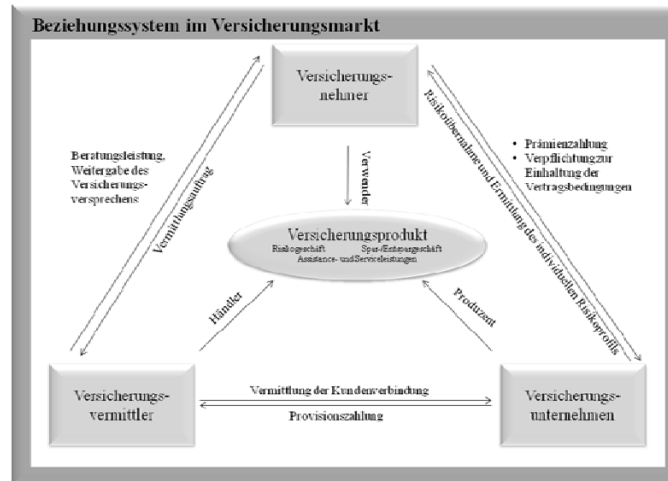 Beziehungssystem im Versicherungsmarkt
Versicherungs-
nehmer
Beratungsleistung,
Weitergabe des
Versicherungs-
versprechens
Vermittlungsauftrag
Verwender
Risikoübernahme und Ermittlung des individuellen Risikoprofils
• Prämienzahlung
• Verpflichtung zur
Einhaltung der
Vertragsbedingungen
Versicherungsprodukt
Risikogeschäft Spar-/Entspargeschäft
Assistance- und Serviceleistungen
Händler
Produzent
Versicherungs-
vermittler
Vermittlung der Kundenverbindung
Provisionszahlung
Versicherungs-
unternehmen